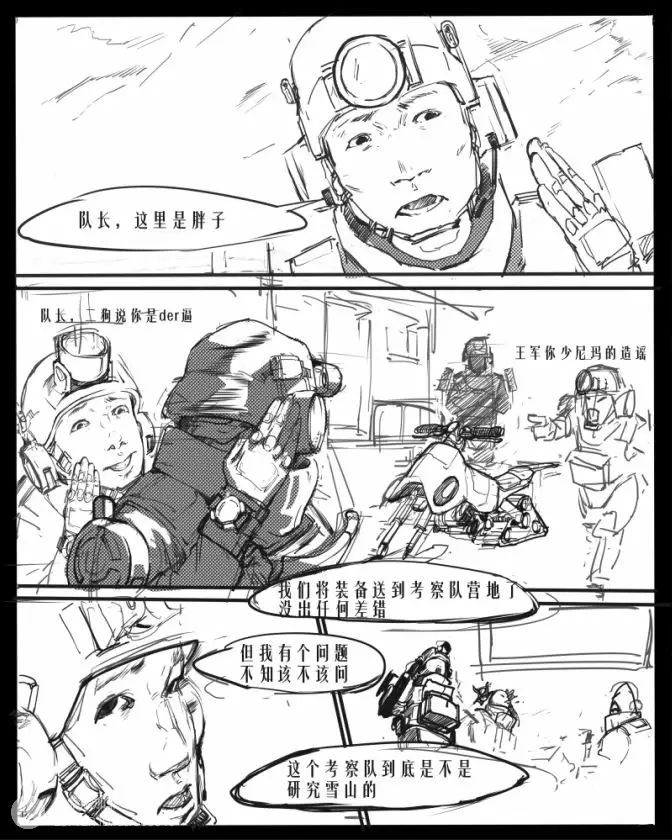 队长，这里是胖子
队长，二狗说你是der逼
王军你少尼玛的造谣
我们将装备送到考察队营地了
没出任何差错
但我有个问题
不知该不该问
这个考察队到底是不是
研究雪山的